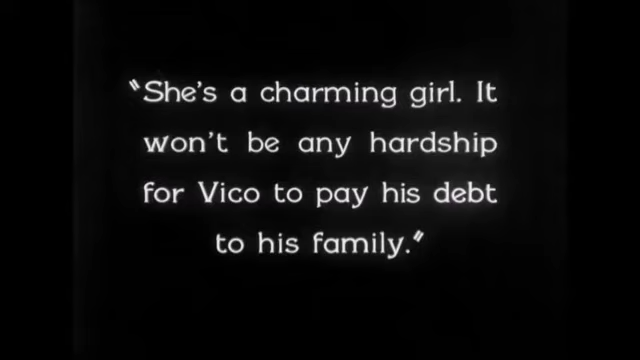 "She's a charming girl. It
won't be any hardship
for Vico to pay his debt
to his family."